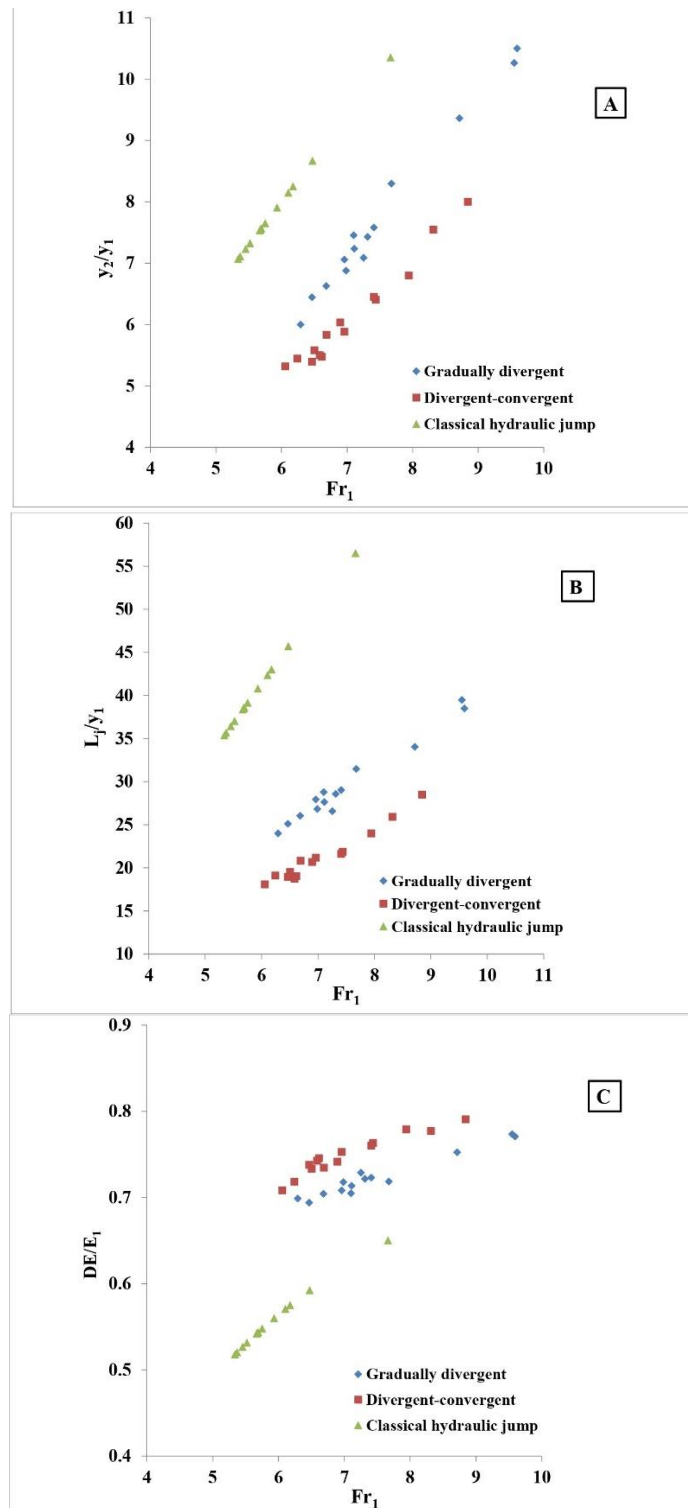 11
10
9
8
7
6
5
4
y2/y1
A
Gradually divergent
Divergent-convergent
Classical hydraulic jump
4 5 6 7 8 9 10
Fr1
60
55
50
45
40
35
30
25
20
15
10
Lj/y1
B
Gradually divergent
Divergent-convergent
Classical hydraulic jump
4 5 6 7 8 9 10 11
Fr1
0.9
0.8
0.7
0.6
0.5
0.4
DE/E1
C
Gradually divergent
Divergent-convergent
Classical hydraulic jump
4 5 6 7 8 9 10
Fr1